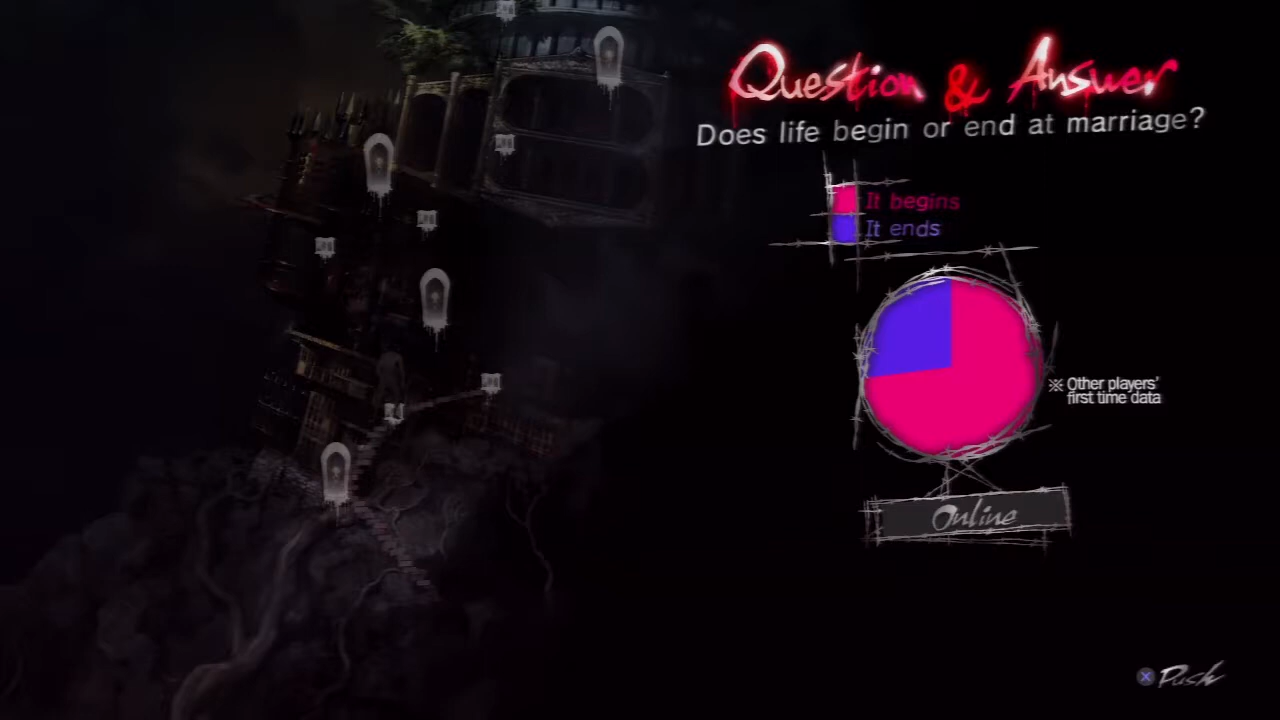 Question & Answer
Does life begin or end at marriage?
It begins
It ends
※ Other players'
first time data
Online
Push